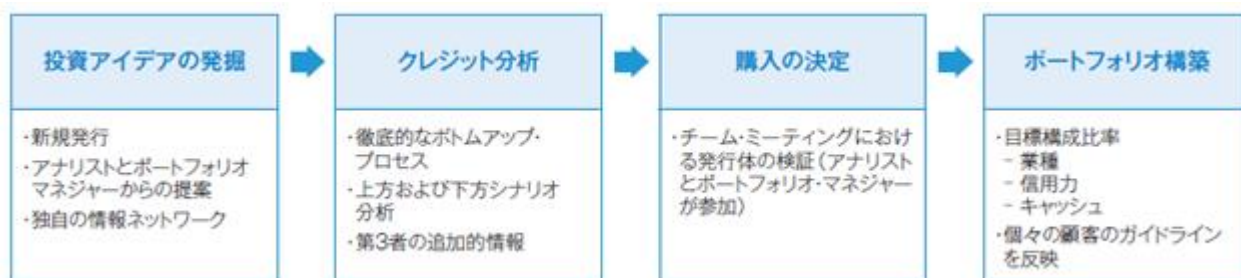 投資アイデアの発掘
・新規発行
・アナリストとポートフォリオ
マネジャーからの提案
・独自の情報ネットワーク
クレジット分析
・徹底的なボトムアップ・
プロセス
・上方および下方シナリオ
分析
・第3者の追加的情報
購入の決定
・チーム・ミーティングにおけ
る発行体の検証(アナリスト
とポートフォリオ・マネジャー
が参加)
ポートフォリオ構築
・目標構成比率
− 業種
− 信用力
− キャッシュ
・個々の顧客のガイドライン
を反映